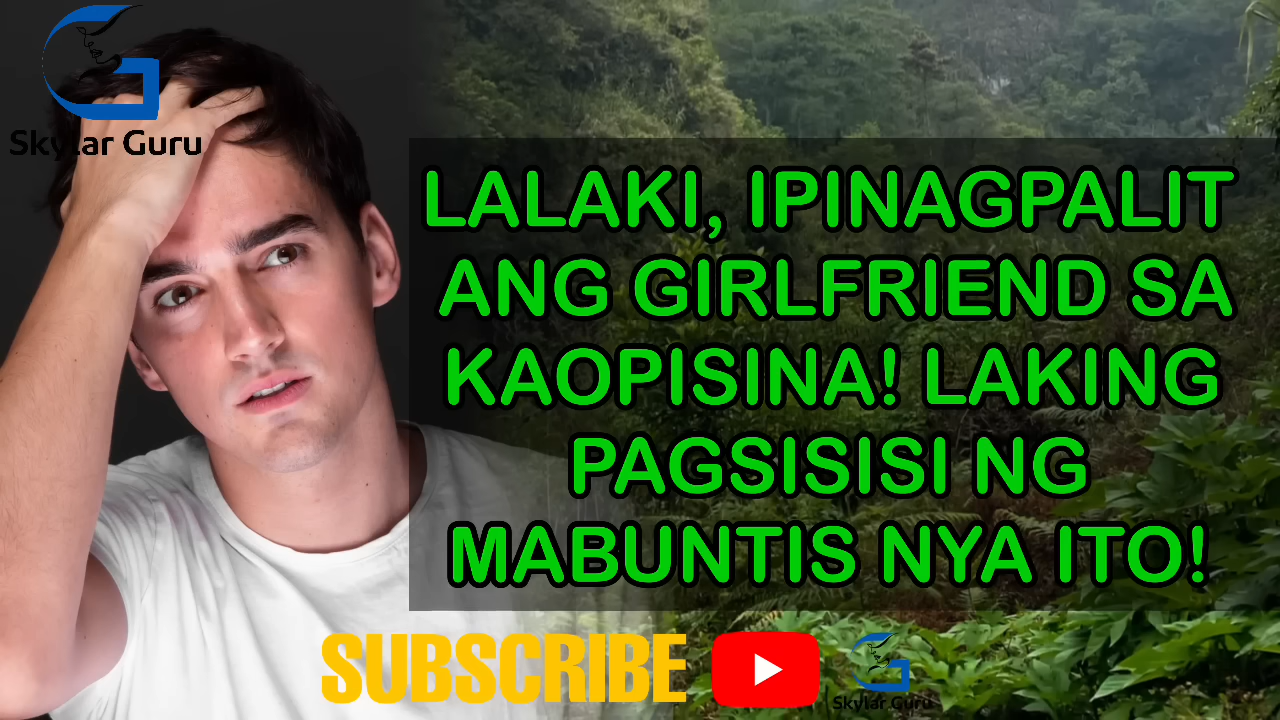 Skylar Guru
LALAKI, IPINAGPALIT
ANG GIRLFRIEND SA
KAOPISINA! LAKING
PAGSISISI NG
MABUNTIS NYA ITO!
SUBSCRIBE
Skylar Guru